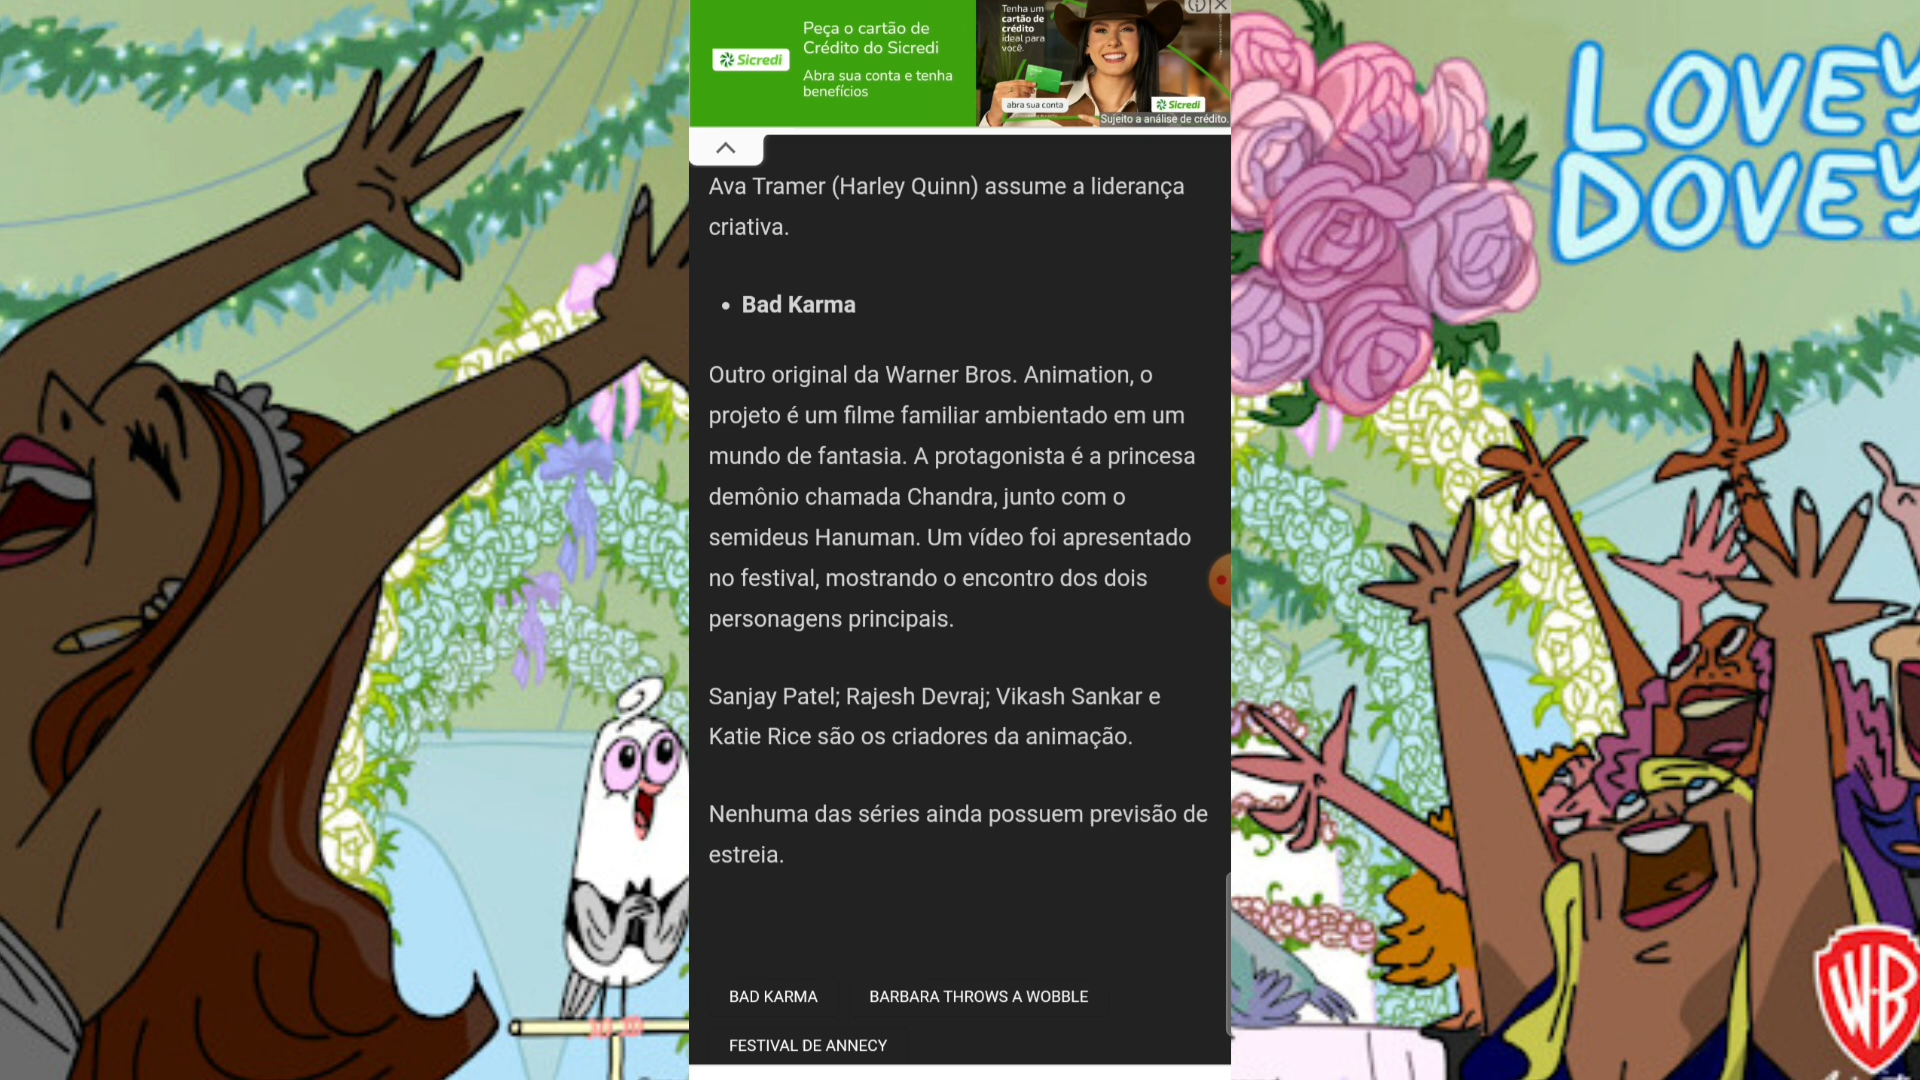 Peça o cartão de
Crédito do Sicredi
Sicredi
Abra sua conta e tenha
benefícios
Tenha um
cartão de
crédito
ideal para
você.
abra sua conta
Sicredi
Sujeito a análise de crédito.
LOVEY
DOVEY
Ava Tramer (Harley Quinn) assume a liderança
criativa.
• Bad Karma
Outro original da Warner Bros. Animation, o
projeto é um filme familiar ambientado em um
mundo de fantasia. A protagonista é a princesa
demônio chamada Chandra, junto com o
semideus Hanuman. Um vídeo foi apresentado
no festival, mostrando o encontro dos dois
personagens principais.
Sanjay Patel; Rajesh Devraj; Vikash Sankar e
Katie Rice são os criadores da animação.
Nenhuma das séries ainda possuem previsão de
estreia.
BAD KARMA
BARBARA THROWS A WOBBLE
FESTIVAL DE ANNECY
WB